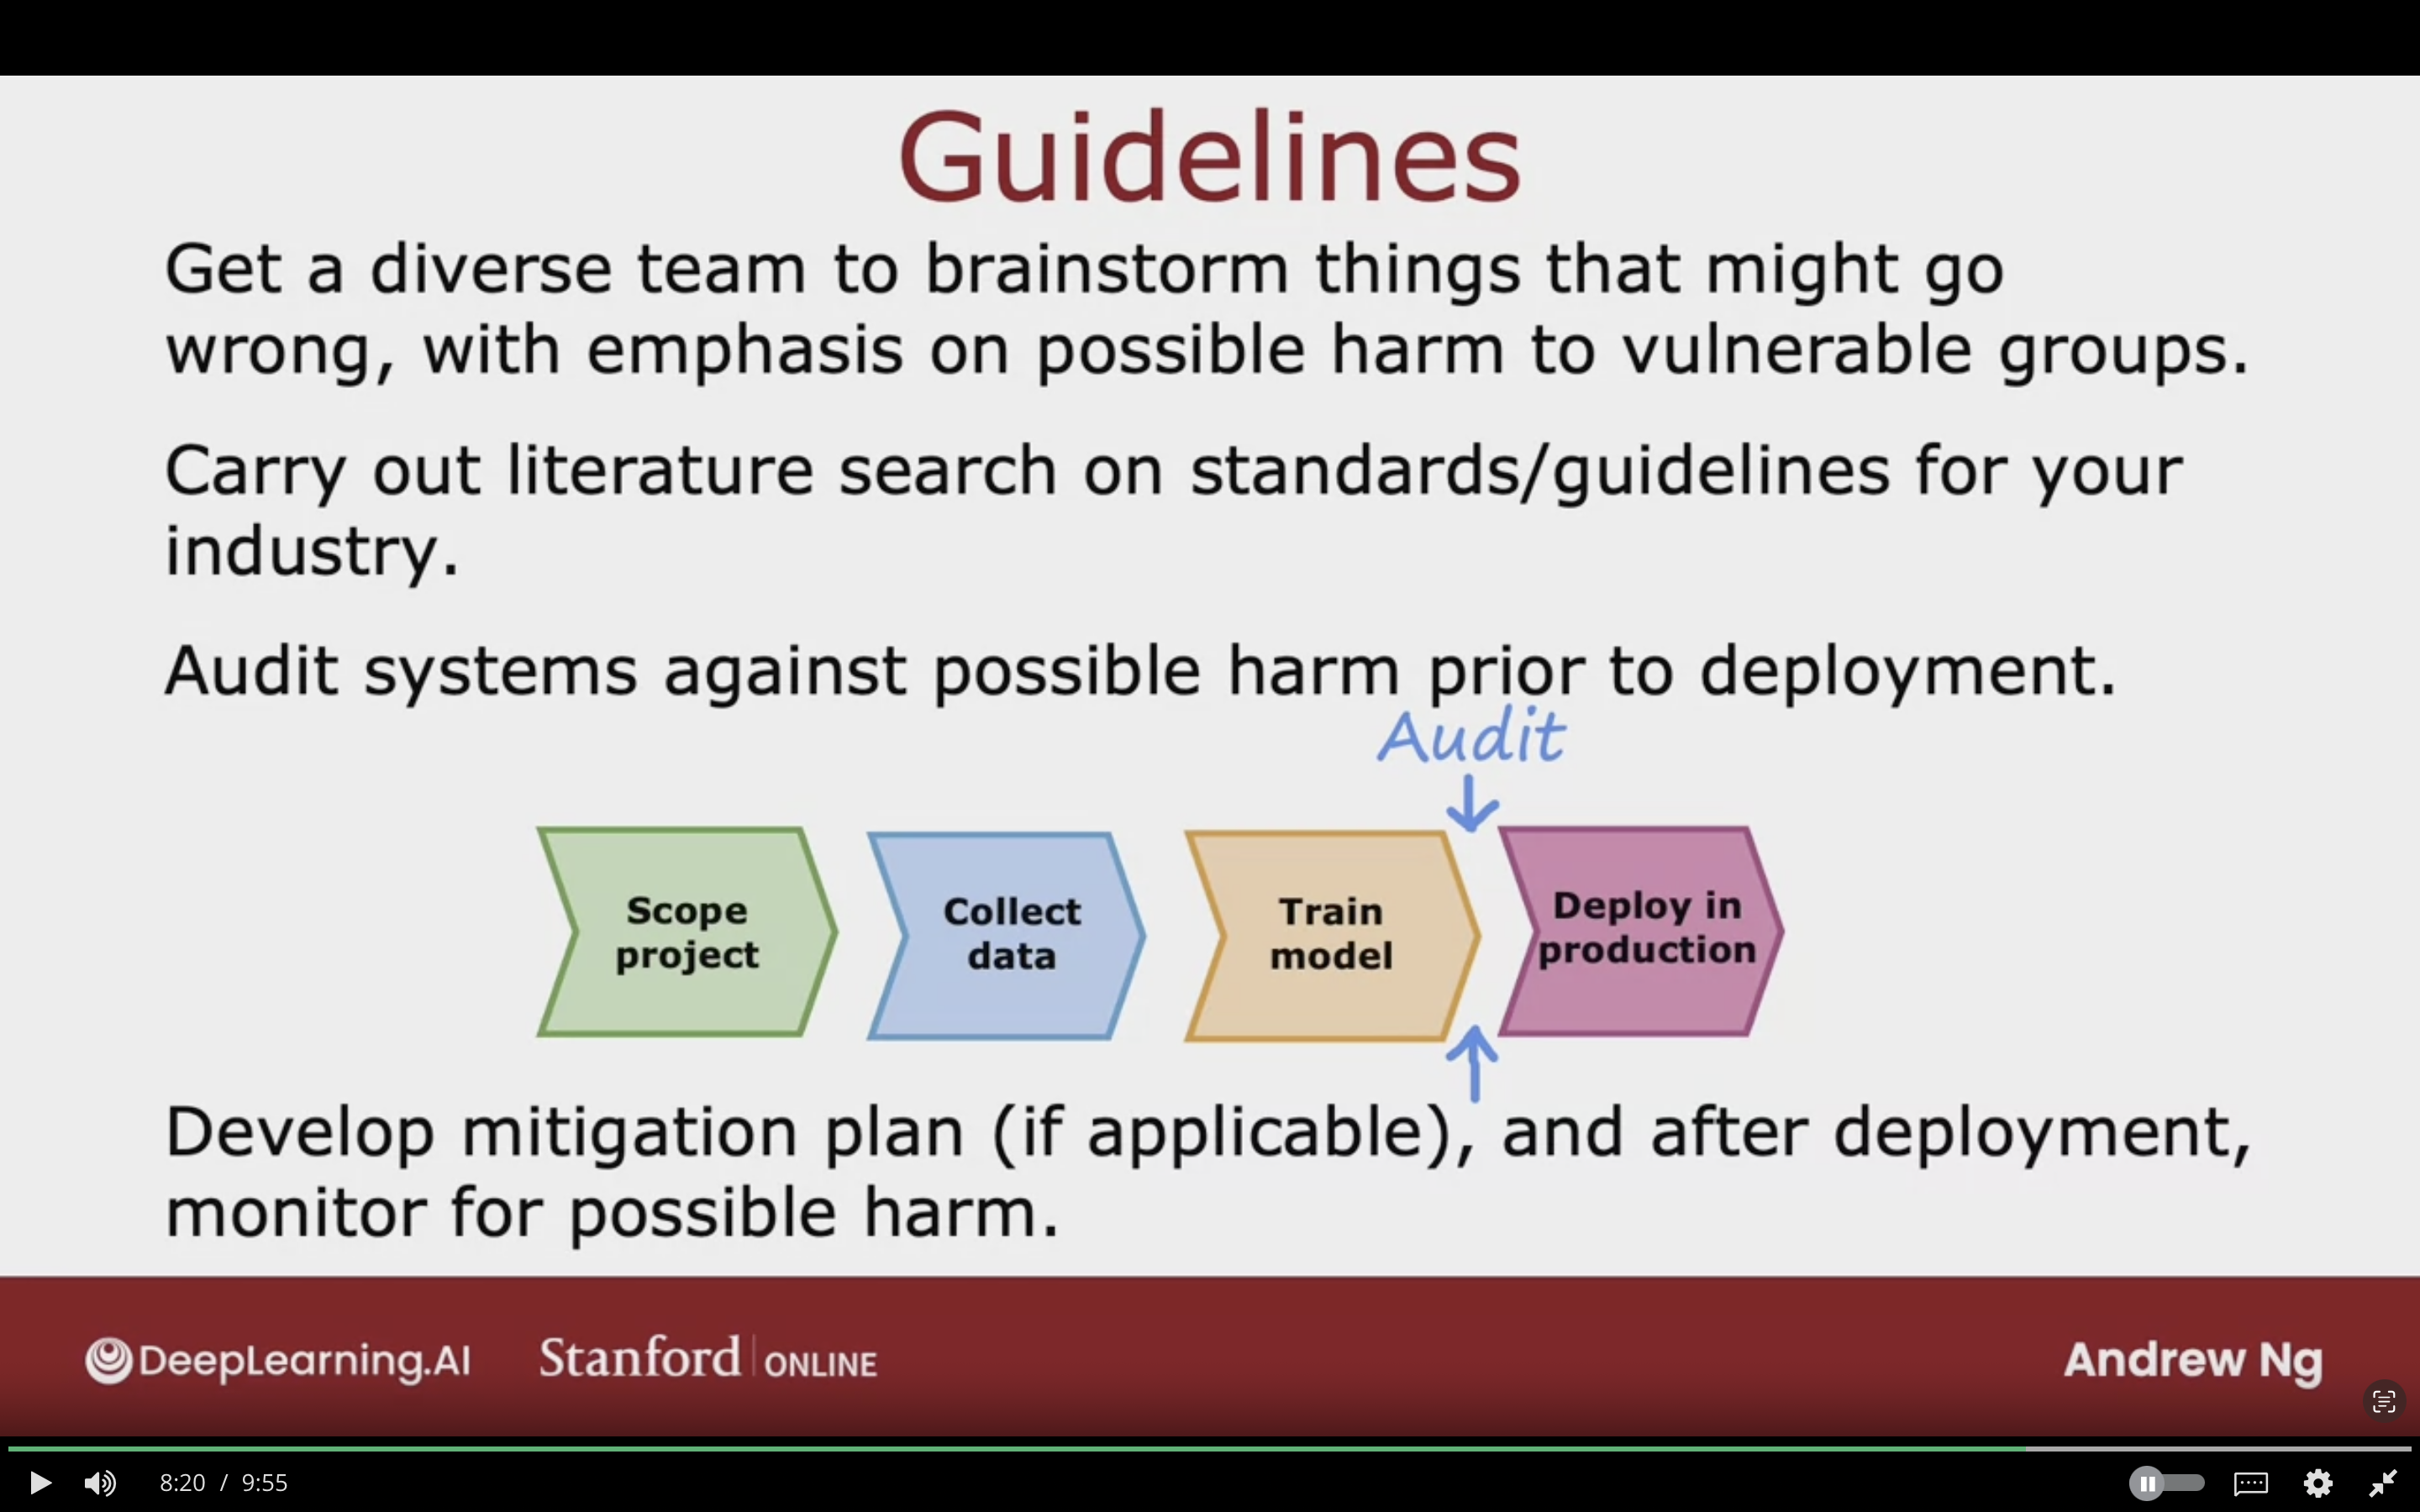 Guidelines
Get a diverse team to brainstorm things that might go
wrong, with emphasis on possible harm to vulnerable groups.
Carry out literature search on standards/guidelines for your
industry.
Audit systems against possible harm prior to deployment.
Audit
Scope
project
Collect
data
Train
model
Deploy in
production
Develop mitigation plan (if applicable), and after deployment,
monitor for possible harm.
DeepLearning.AI
Stanford | ONLINE
Andrew Ng
8:20 / 9:55